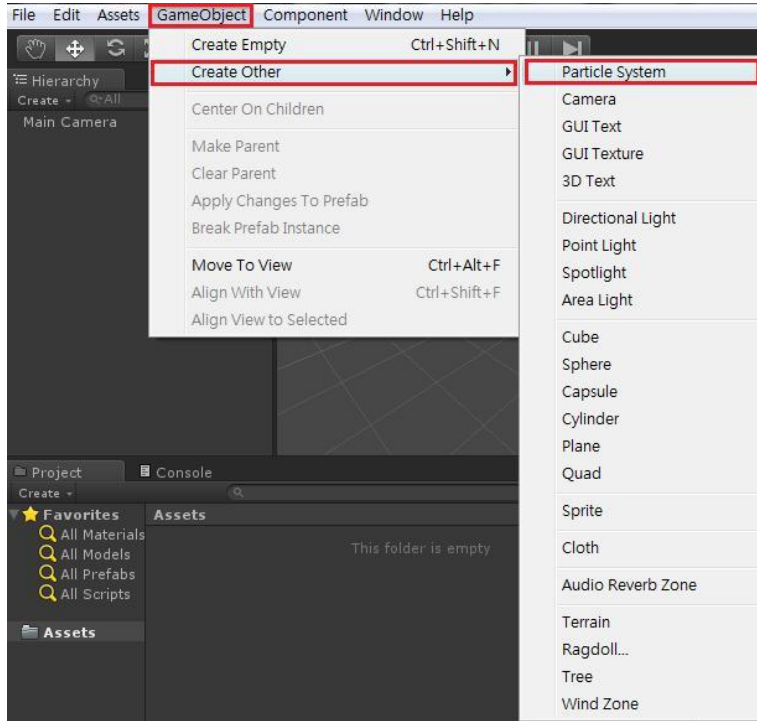 File Edit Assets GameObject Component Window Help
Hierarchy
Create All
Main Camera
Create Empty Ctrl+Shift+N
Create Other
Center On Children
Make Parent
Clear Parent
Apply Changes To Prefab
Break Prefab Instance
Move To View Ctrl+Alt+F
Align With View Ctrl+Shift+F
Align View to Selected
Particle System
Camera
GUI Text
GUI Texture
3D Text
Directional Light
Point Light
Spotlight
Area Light
Cube
Sphere
Capsule
Cylinder
Plane
Quad
Sprite
Cloth
Audio Reverb Zone
Terrain
Ragdoll...
Tree
Wind Zone
Project Console
Create
Favorites
All Materials
All Models
All Prefabs
All Scripts
Assets
Assets
This folder is empty